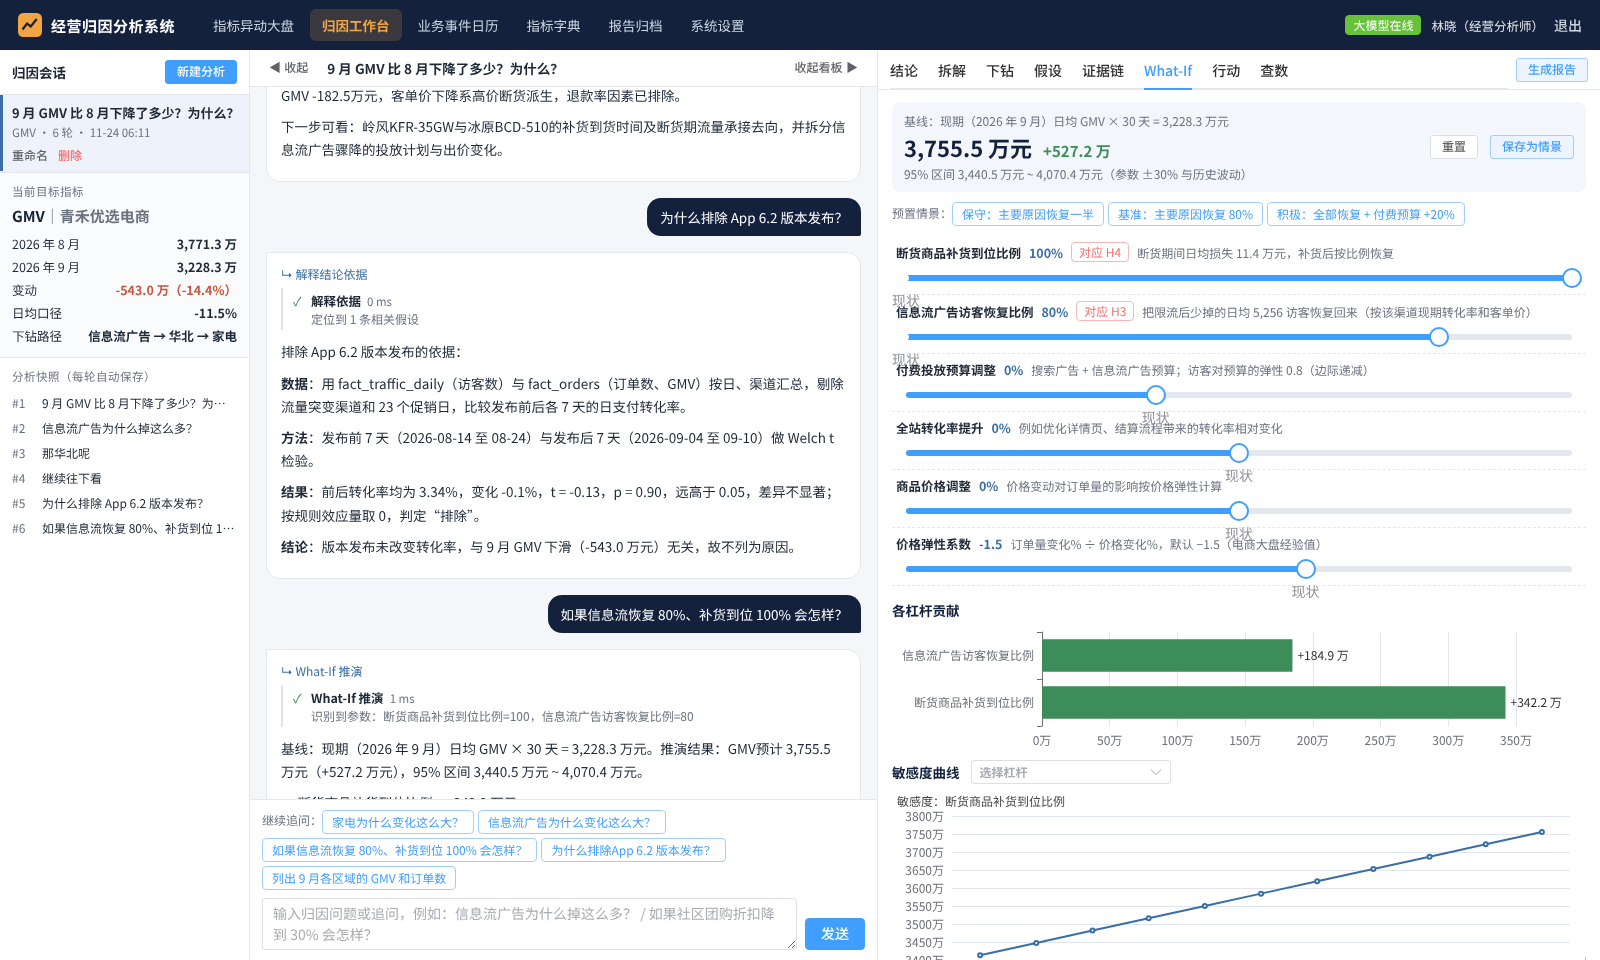 经营归因分析系统
指标异动大盘
归因工作台
业务事件日历
指标字典
报告归档
系统设置
大模型在线
林晓（经营分析师）
退出
归因会话
新建分析
9 月 GMV 比 8 月下降了多少？为什么？
GMV · 6 轮 · 11-24 06:11
重命名 删除
当前目标指标
GMV｜青禾优选电商
2026 年 8 月 3,771.3 万
2026 年 9 月 3,228.3 万
变动 -543.0 万（-14.4%）
日均口径 -11.5%
下钻路径 信息流广告 → 华北 → 家电
分析快照（每轮自动保存）
#1 9 月 GMV 比 8 月下降了多少？为…
#2 信息流广告为什么掉这么多？
#3 那华北呢
#4 继续往下看
#5 为什么排除 App 6.2 版本发布？
#6 如果信息流恢复 80%、补货到位 1…
◀ 收起
9 月 GMV 比 8 月下降了多少？为什么？
收起看板 ▶
GMV -182.5万元，客单价下降系高价断货派生，退款率因素已排除。
下一步可看：岭风KFR-35GW与冰原BCD-510的补货到货时间及断货期流量承接去向，并拆分信
息流广告骤降的投放计划与出价变化。
为什么排除 App 6.2 版本发布？
↳ 解释结论依据
✓ 解释依据 0 ms
定位到 1 条相关假设
排除 App 6.2 版本发布的依据：
数据：用 fact_traffic_daily（访客数）与 fact_orders（订单数、GMV）按日、渠道汇总，剔除
流量突变渠道和 23 个促销日，比较发布前后各 7 天的日支付转化率。
方法：发布前 7 天（2026-08-14 至 08-24）与发布后 7 天（2026-09-04 至 09-10）做 Welch t
检验。
结果：前后转化率均为 3.34%，变化 -0.1%，t = -0.13，p = 0.90，远高于 0.05，差异不显著；
按规则效应量取 0，判定“排除”。
结论：版本发布未改变转化率，与 9 月 GMV 下滑（-543.0 万元）无关，故不列为原因。
如果信息流恢复 80%、补货到位 100% 会怎样？
↳ What-If 推演
✓ What-If 推演 1 ms
识别到参数：断货商品补货到位比例=100，信息流广告访客恢复比例=80
基线：现期（2026 年 9 月）日均 GMV × 30 天 = 3,228.3 万元。推演结果：GMV预计 3,755.5
万元（+527.2 万元），95% 区间 3,440.5 万元 ~ 4,070.4 万元。
继续追问：
家电为什么变化这么大？
信息流广告为什么变化这么大？
如果信息流恢复 80%、补货到位 100% 会怎样？
为什么排除App 6.2 版本发布？
列出 9 月各区域的 GMV 和订单数
输入归因问题或追问，例如：信息流广告为什么掉这么多？ / 如果社区团购折扣降
到 30% 会怎样？
发送
结论
拆解
下钻
假设
证据链
What-If
行动
查数
生成报告
基线：现期（2026 年 9 月）日均 GMV × 30 天 = 3,228.3 万元
3,755.5 万元 +527.2 万
95% 区间 3,440.5 万元 ~ 4,070.4 万元（参数 ±30% 与历史波动）
重置
保存为情景
预置情景：
保守：主要原因恢复一半
基准：主要原因恢复 80%
积极：全部恢复 + 付费预算 +20%
断货商品补货到位比例 100% 对应 H4 断货期间日均损失 11.4 万元，补货后按比例恢复
现状
信息流广告访客恢复比例 80% 对应 H3 把限流后少掉的日均 5,256 访客恢复回来（按该渠道现期转化率和客单价）
现状
付费投放预算调整 0% 搜索广告 + 信息流广告预算；访客对预算的弹性 0.8（边际递减）
现状
全站转化率提升 0% 例如优化详情页、结算流程带来的转化率相对变化
现状
商品价格调整 0% 价格变动对订单量的影响按价格弹性计算
现状
价格弹性系数 -1.5 订单量变化% ÷ 价格变化%，默认 −1.5（电商大盘经验值）
现状
各杠杆贡献
信息流广告访客恢复比例 +184.9 万
断货商品补货到位比例 +342.2 万
0万 50万 100万 150万 200万 250万 300万 350万
敏感度曲线
选择杠杆
敏感度：断货商品补货到位比例
3800万
3750万
3700万
3650万
3600万
3550万
3500万
3450万